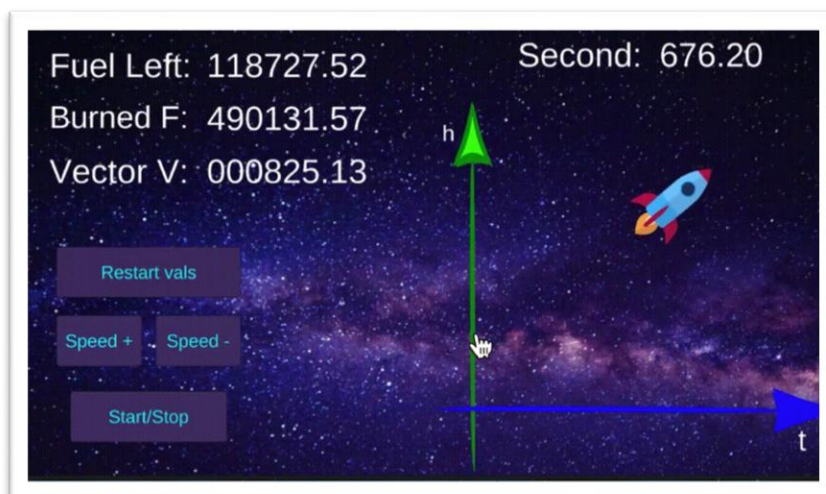 Fuel Left: 118727.52
Second: 676.20
Burned F: 490131.57
h
Vector V: 000825.13
Restart vals
Speed + Speed -
Start/Stop
t